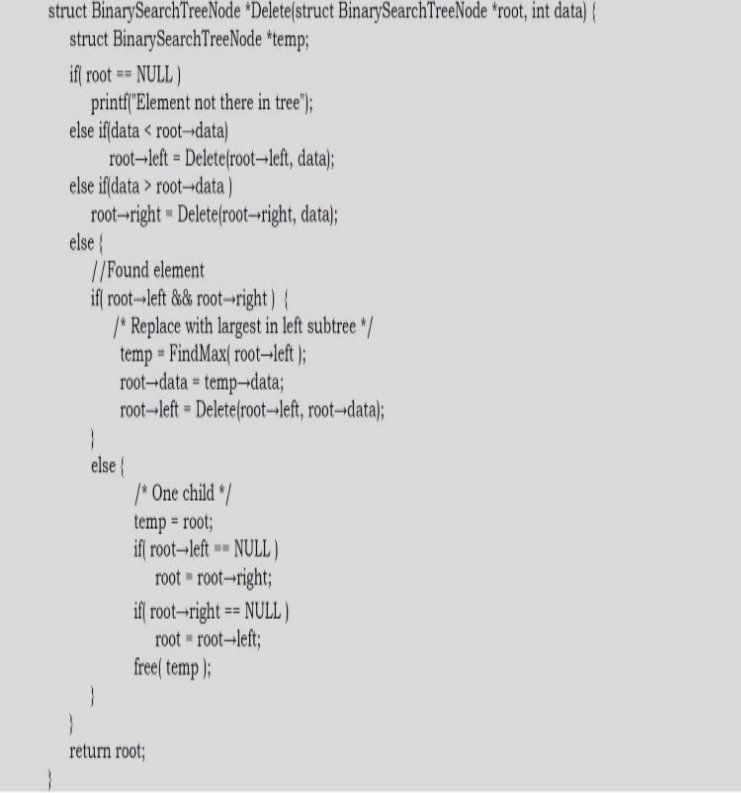 struct BinarySearchTreeNode *Delete(struct BinarySearchTreeNode *root, int data) {
struct BinarySearchTreeNode *temp;
if( root == NULL )
printf("Element not there in tree");
else if(data < root→data)
root→left = Delete(root→left, data);
else if(data > root→data )
root→right = Delete(root→right, data);
else {
//Found element
if( root→left && root→right ) {
/* Replace with largest in left subtree */
temp = FindMax( root→left );
root→data = temp→data;
root→left = Delete(root→left, root→data);
}
else {
/* One child */
temp = root;
if( root→left == NULL )
root = root→right;
if( root→right == NULL )
root = root→left;
free( temp );
}
}
return root;
}